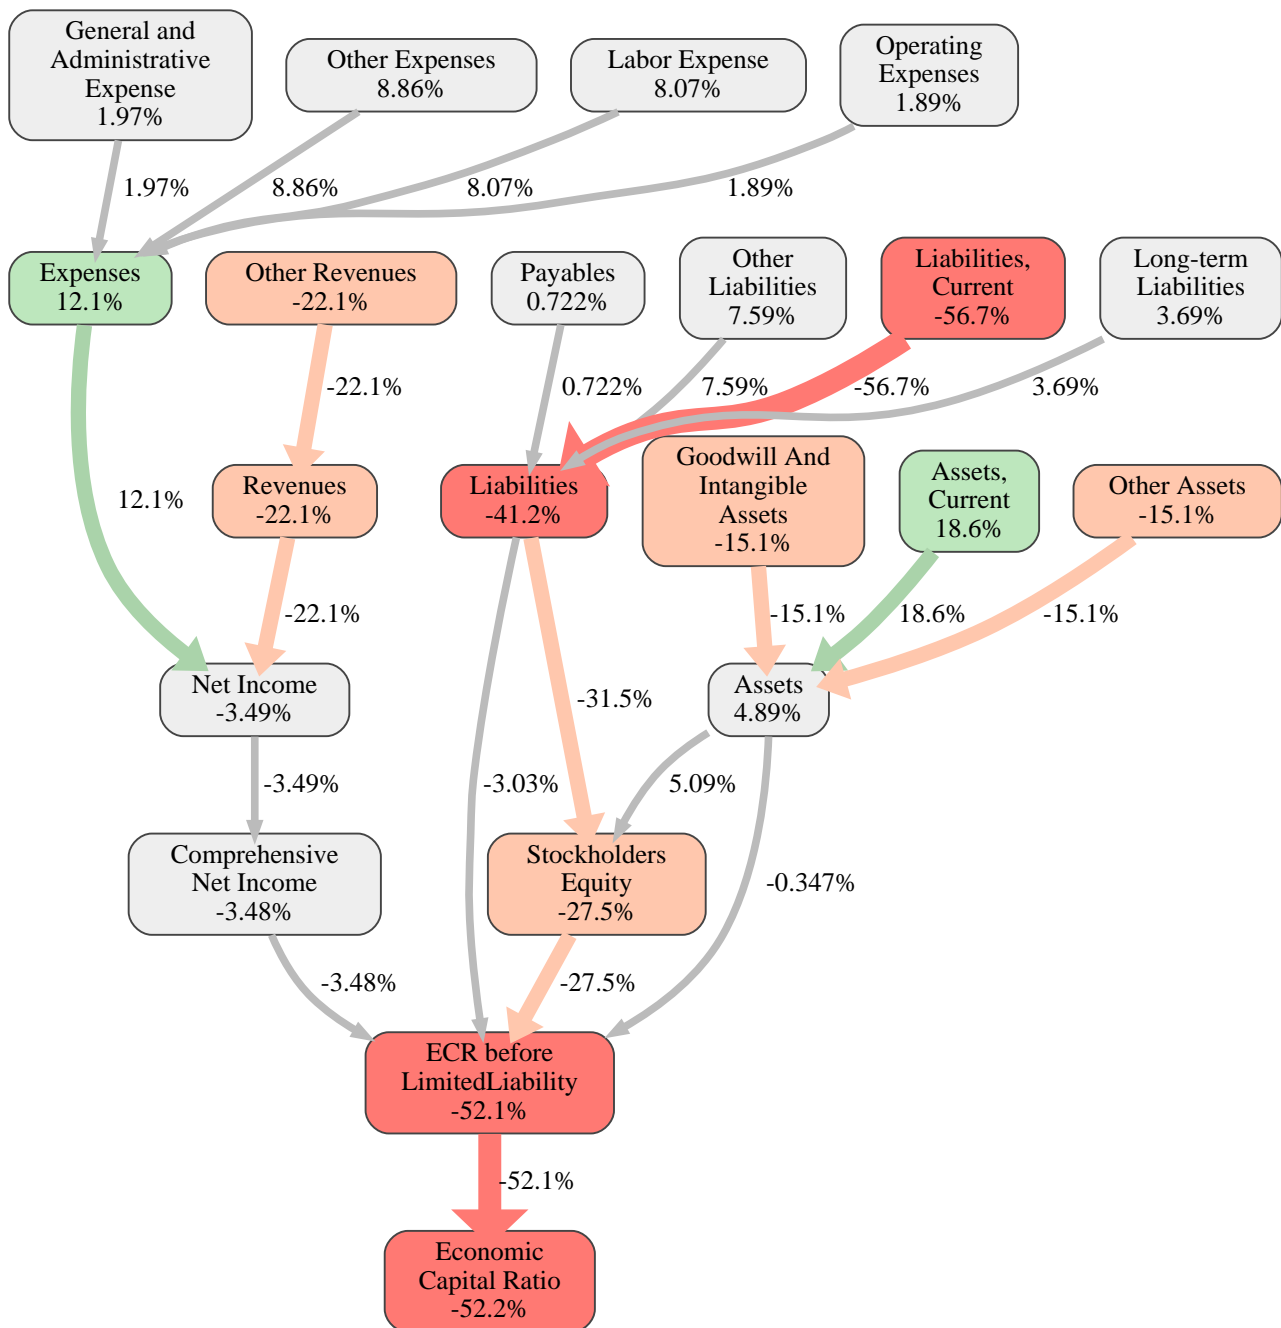 General and
Administrative
Expense
1.97%
Other Expenses
8.86%
Labor Expense
8.07%
Operating
Expenses
1.89%
1.97%
8.86%
8.07%
1.89%
Expenses
12.1%
Other Revenues
-22.1%
Payables
0.722%
Other
Liabilities
7.59%
Liabilities,
Current
-56.7%
Long-term
Liabilities
3.69%
-22.1%
0.722%
7.59%
-56.7%
3.69%
12.1%
Revenues
-22.1%
Liabilities
-41.2%
Goodwill And
Intangible
Assets
-15.1%
Assets,
Current
18.6%
Other Assets
-15.1%
-22.1%
-15.1%
18.6%
-15.1%
Net Income
-3.49%
-31.5%
Assets
4.89%
-3.49%
-3.03%
5.09%
Comprehensive
Net Income
-3.48%
Stockholders
Equity
-27.5%
-0.347%
-3.48%
-27.5%
ECR before
LimitedLiability
-52.1%
-52.1%
Economic
Capital Ratio
-52.2%